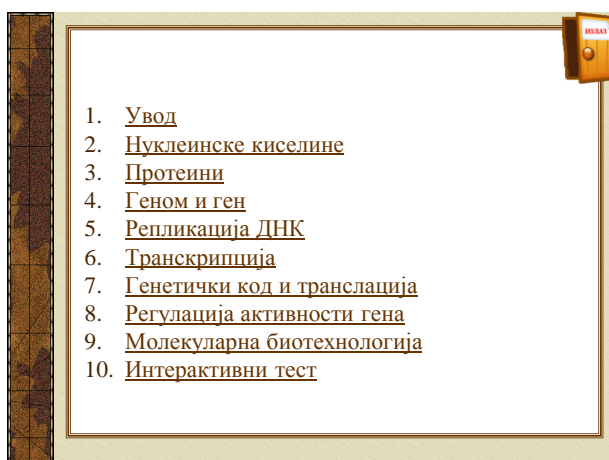 ИЗЛАЗ
1. Увод
2. Нуклеинске киселине
3. Протеини
4. Геном и ген
5. Репликација ДНК
6. Транскрипција
7. Генетички код и транслација
8. Регулација активности гена
9. Молекуларна биотехнологија
10. Интерактивни тест